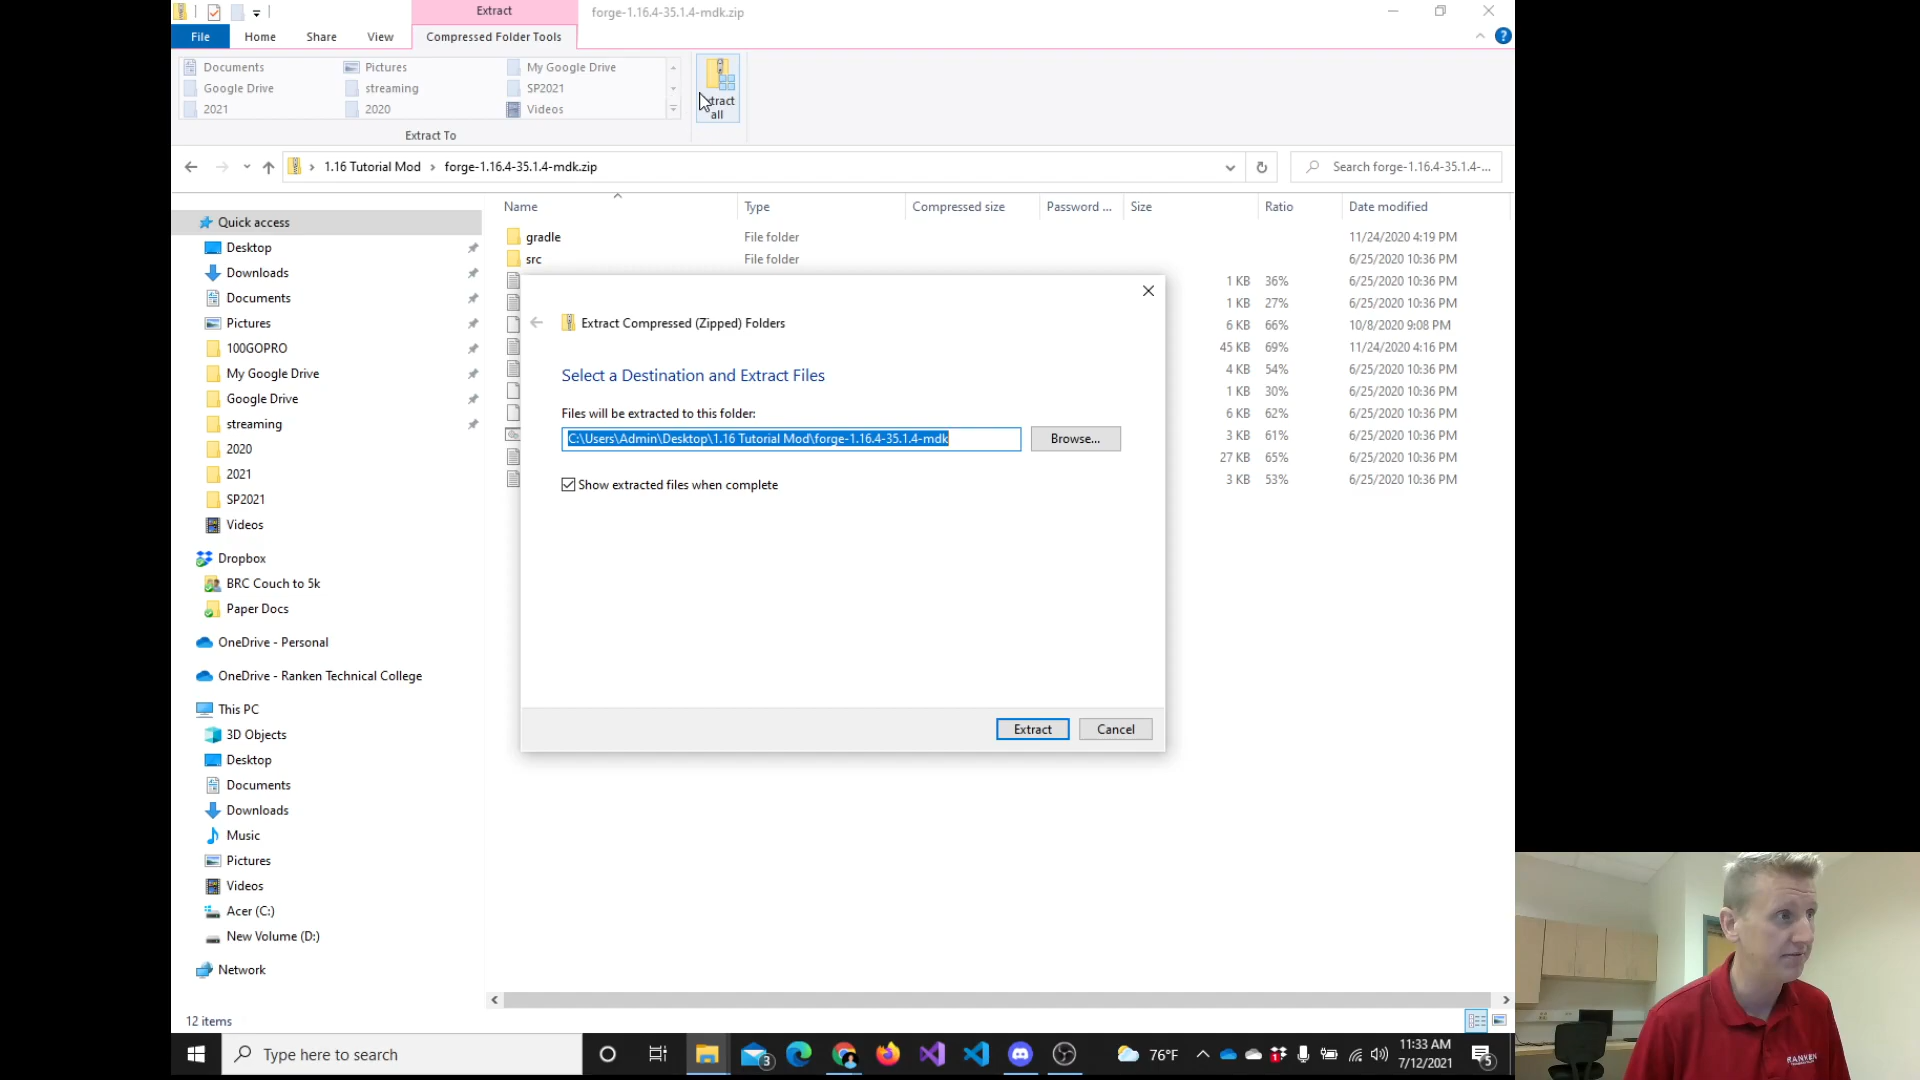 Extract
forge-1.16.4-35.1.4-mdk.zip
File Home Share View Compressed Folder Tools
Documents Pictures My Google Drive
Google Drive streaming SP2021
2021 2020 Videos
all
Extract To
1.16 Tutorial Mod forge-1.16.4-35.1.4-mdk.zip Search forge-1.16.4-35.1.4-...
Name Type Compressed size Password ... Size Ratio Date modified
gradle File folder 11/24/2020 4:19 PM
src File folder 6/25/2020 10:36 PM
1 KB 36% 6/25/2020 10:36 PM
1 KB 27% 6/25/2020 10:36 PM
6 KB 66% 10/8/2020 9:08 PM
45 KB 69% 11/24/2020 4:16 PM
4 KB 54% 6/25/2020 10:36 PM
1 KB 30% 6/25/2020 10:36 PM
6 KB 62% 6/25/2020 10:36 PM
3 KB 61% 6/25/2020 10:36 PM
27 KB 65% 6/25/2020 10:36 PM
3 KB 53% 6/25/2020 10:36 PM
Quick access
Desktop
Downloads
Documents
Pictures
100GOPRO
My Google Drive
Google Drive
streaming
2020
2021
SP2021
Videos
Dropbox
BRC Couch to 5k
Paper Docs
OneDrive - Personal
OneDrive - Ranken Technical College
This PC
3D Objects
Desktop
Documents
Downloads
Music
Pictures
Videos
Acer (C:)
New Volume (D:)
Network
Extract Compressed (Zipped) Folders
Select a Destination and Extract Files
Files will be extracted to this folder:
C:\Users\Admin\Desktop\1.16 Tutorial Mod\forge-1.16.4-35.1.4-mdk
Browse...
Show extracted files when complete
Extract Cancel
12 items
Type here to search
3
76°F
11:33 AM
7/12/2021
5
RANKEN